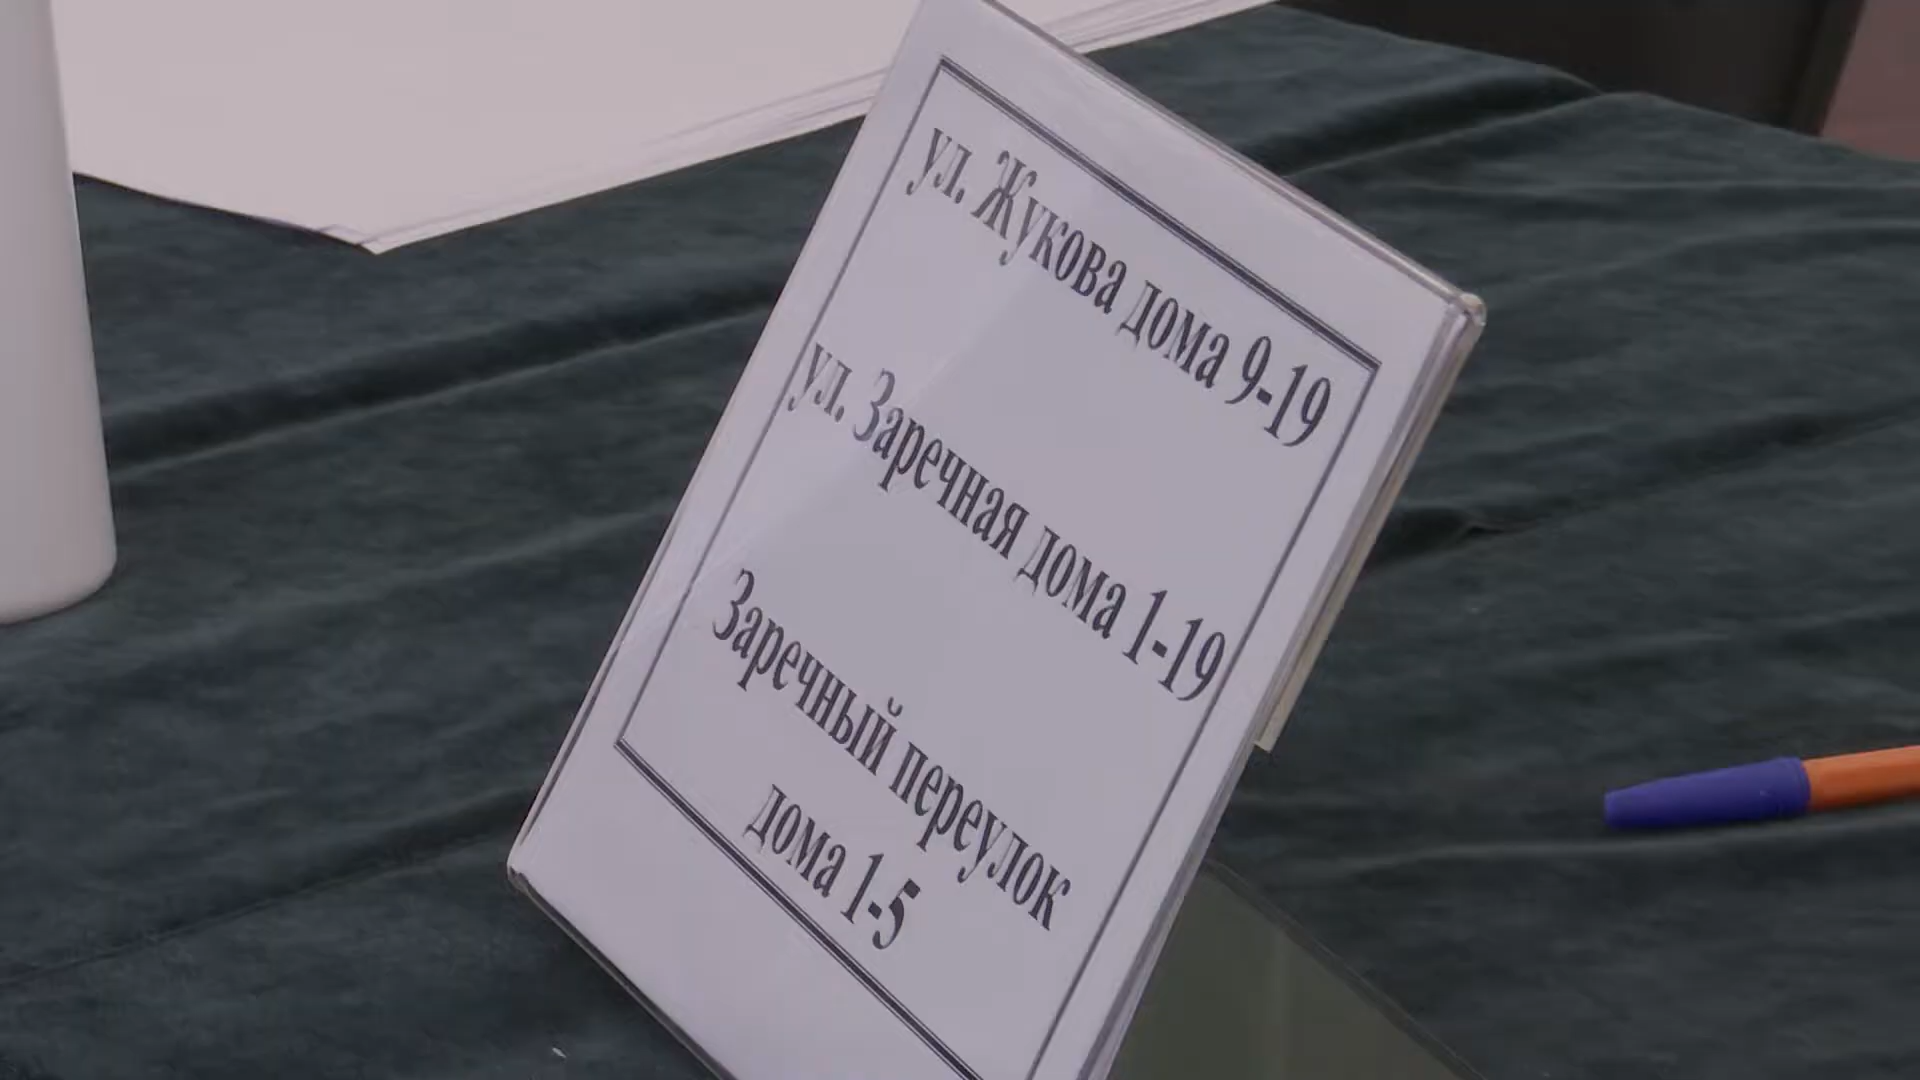 ул. Жукова дома 9-19
ул. Заречная дома 1-19
Заречный переулок
дома 1-5